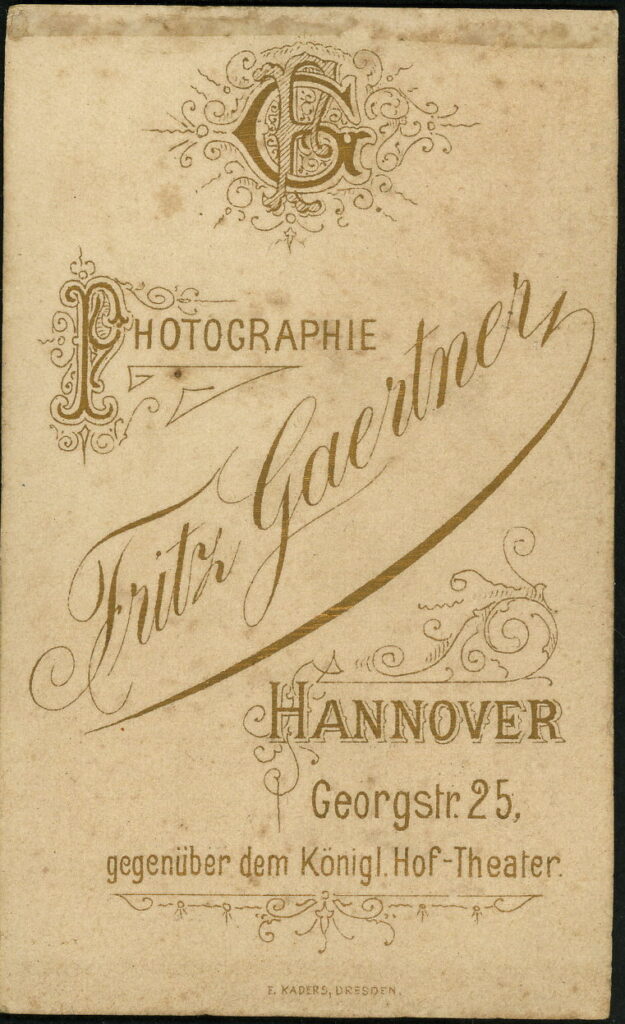 FG
PHOTOGRAPHIE
Fritz Gaertner,
HANNOVER
Georgstr. 25,
gegenüber dem Königl. Hof-Theater.
E. KADERS, DRESDEN.